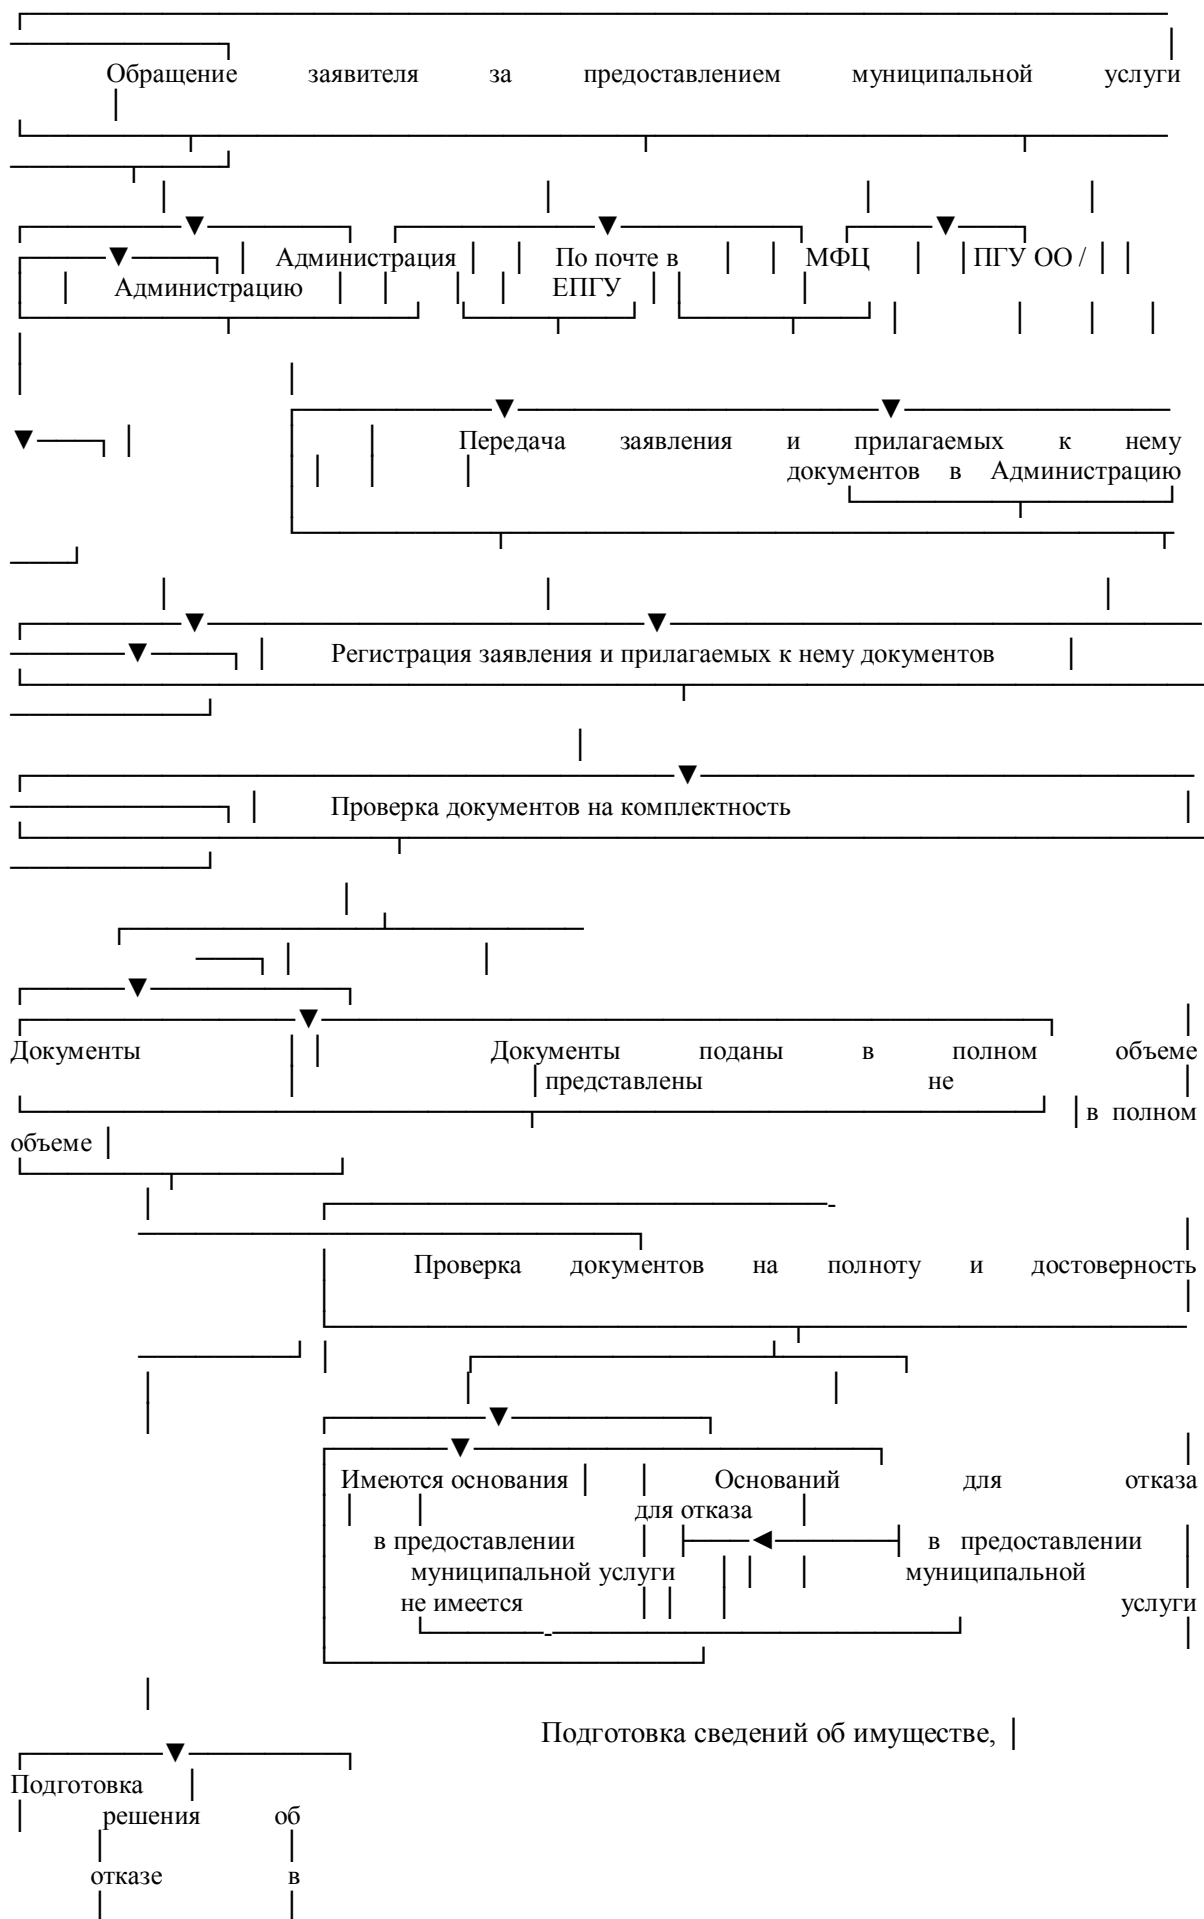 Обращение заявителя за предоставлением муниципальной услуги
Администрация По почте в МФЦ ПГУ ОО /
Администрацию ЕПГУ
Передача заявления и прилагаемых к нему
документов в Администрацию
Регистрация заявления и прилагаемых к нему документов
Проверка документов на комплектность
Документы Документы поданы в полном объеме
представлены не
в полном
объеме
Проверка документов на полноту и достоверность
Имеются основания Оснований для отказа
для отказа
в предоставлении в предоставлении
муниципальной услуги муниципальной
не имеется услуги
Подготовка сведений об имуществе,
Подготовка
решения об
отказе в